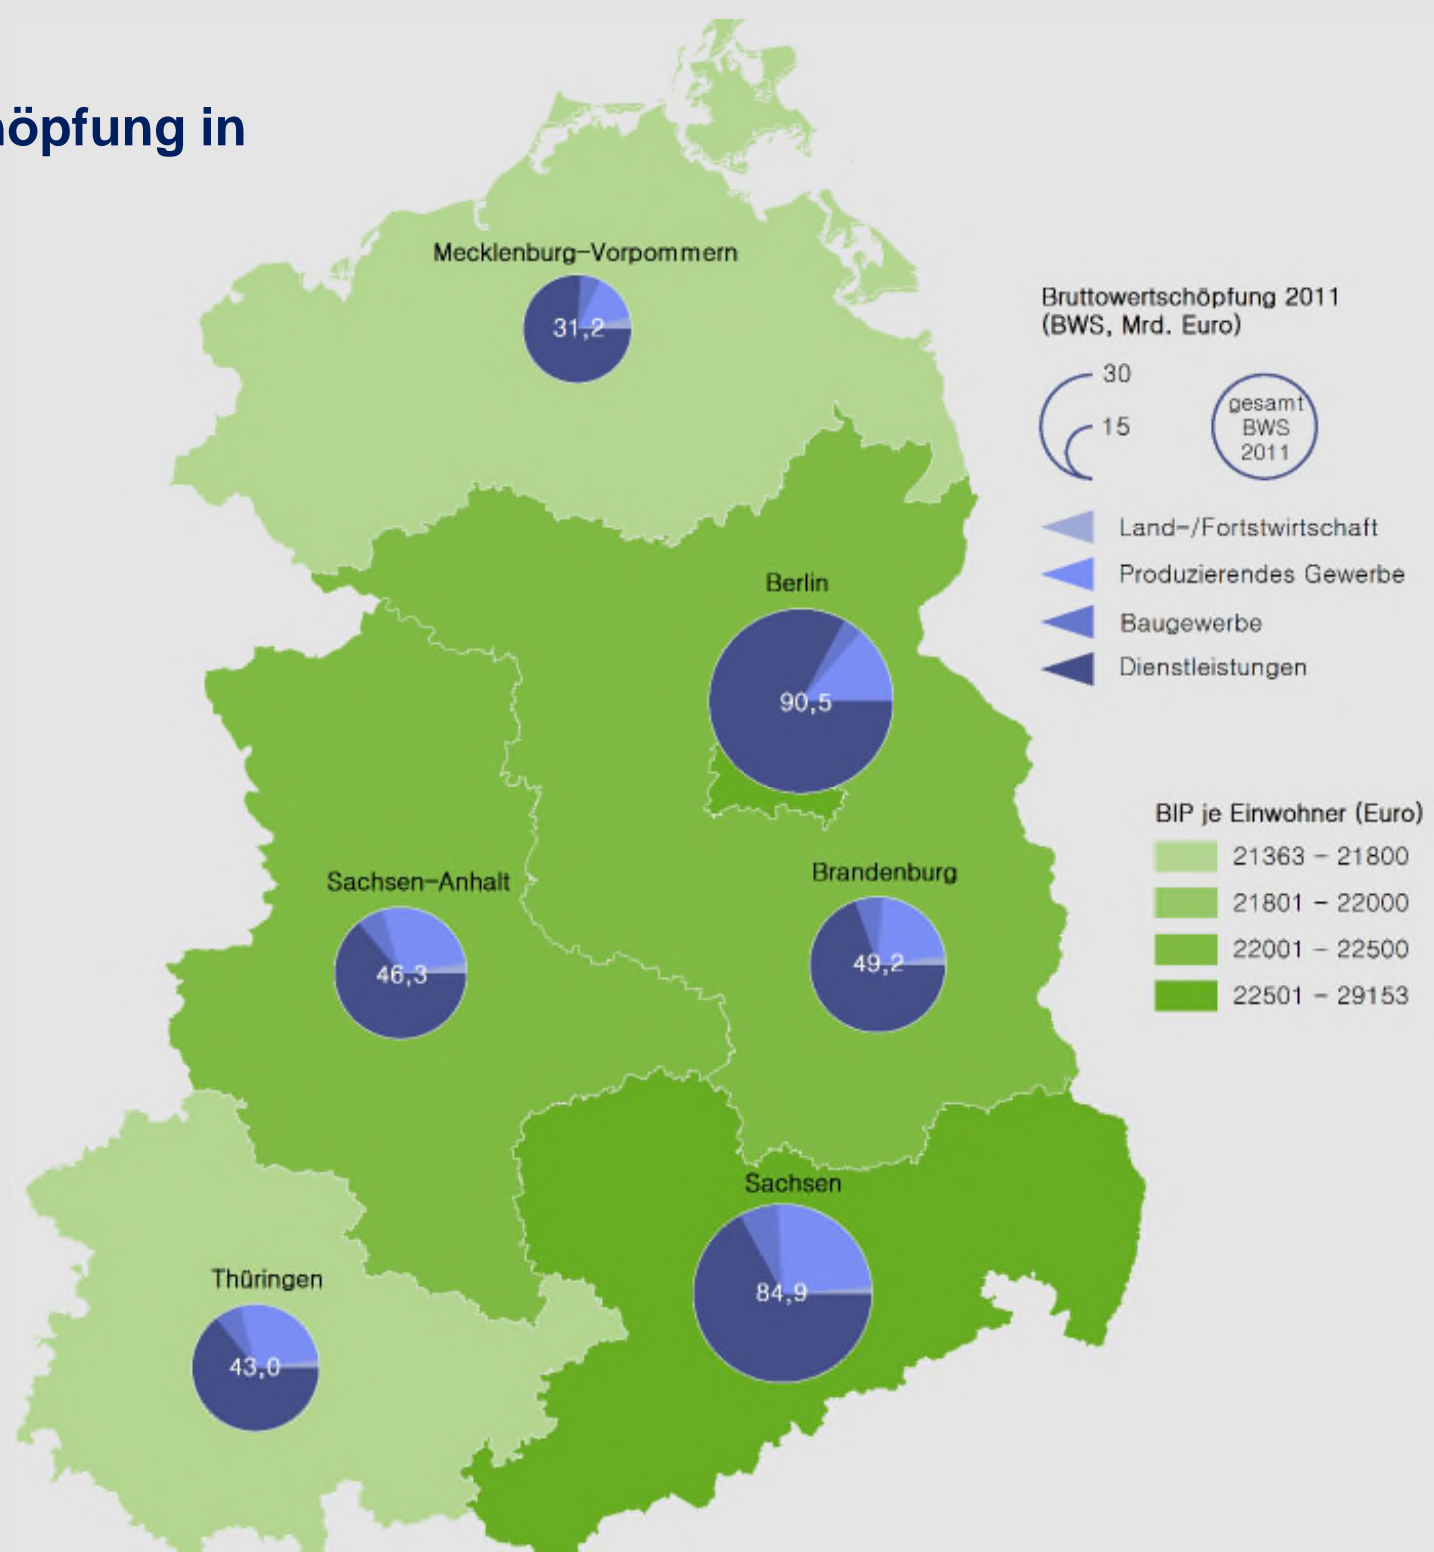 höpfung in
Mecklenburg-Vorpommern
31,2
Bruttowertschöpfung 2011
(BWS, Mrd. Euro)
30
15
gesamt
BWS
2011
Land-/Fortstwirtschaft
Produzierendes Gewerbe
Baugewerbe
Dienstleistungen
Berlin
90,5
BIP je Einwohner (Euro)
21363 - 21800
21801 - 22000
22001 - 22500
22501 - 29153
Sachsen-Anhalt
46,3
Brandenburg
49,2
Sachsen
84,9
Thüringen
43,0